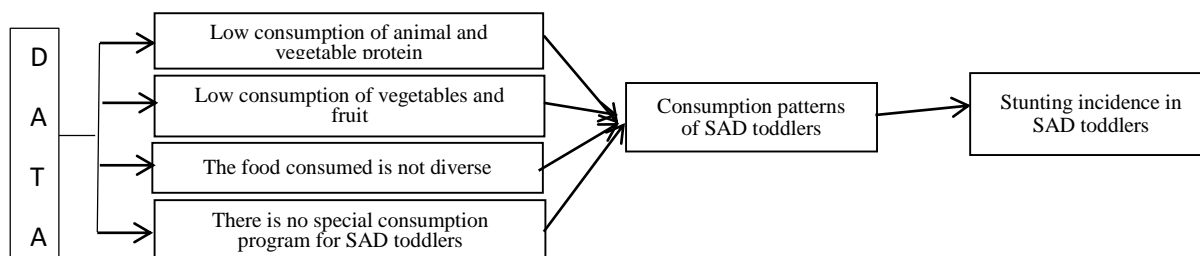 D
A
T
A
Low consumption of animal and
vegetable protein
Low consumption of vegetables and
fruit
The food consumed is not diverse
There is no special consumption
program for SAD toddlers
Consumption patterns
of SAD toddlers
Stunting incidence in
SAD toddlers